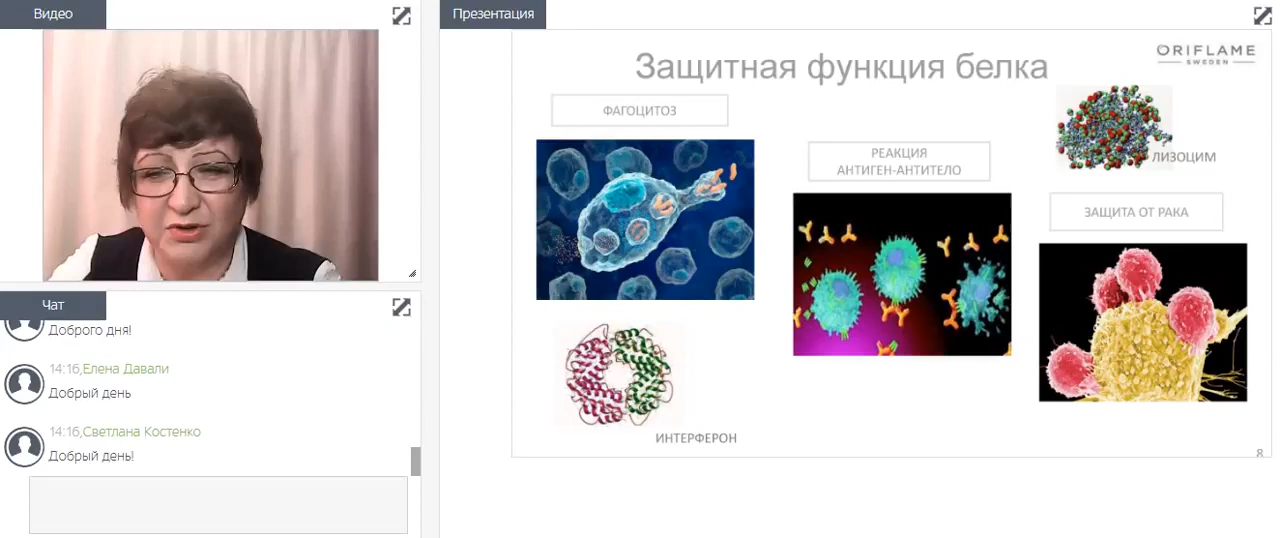 Видео
Презентация
Защитная функция белка
ORIFLAME
SWEDEN
ФАГОЦИТОЗ
РЕАКЦИЯ
АНТИГЕН-АНТИТЕЛО
ЛИЗОЦИМ
ЗАЩИТА ОТ РАКА
ИНТЕРФЕРОН
8
Чат
Доброго дня!
14:16,Елена Давали
Добрый день
14:16,Светлана Костенко
Добрый день!